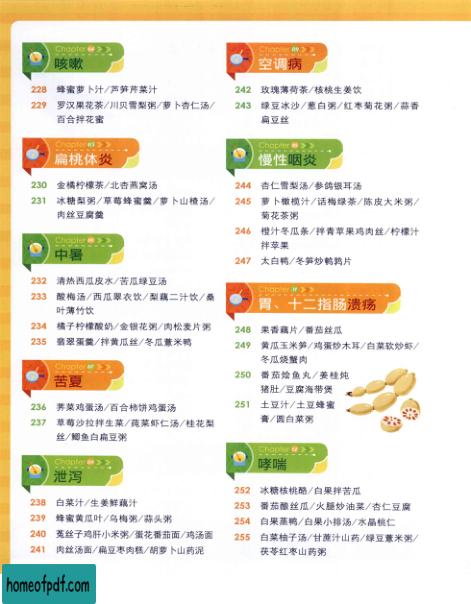 Chapter
咳嗽
228 蜂蜜萝卜汁/芦笋芹菜汁
229 罗汉果花茶/川贝雪梨粥/萝卜杏仁汤/
百合拌花蜜
Chapter
扁桃体炎
230 金橘柠檬茶/北杏燕窝汤
231 冰糖梨粥/草莓蜂蜜羹/萝卜山楂汤/
肉丝豆腐羹
Chapter
中暑
232 清热西瓜皮水/苦瓜绿豆汤
233 酸梅汤/西瓜翠衣饮/梨藕二汁饮/桑
叶薄竹饮
234 橘子柠檬酸奶/金银花粥/肉松麦片粥
235 翡翠蛋羹/拌黄瓜丝/冬瓜薏米鸭
Chapter
苦夏
236 荠菜鸡蛋汤/百合柿饼鸡蛋汤
237 草莓沙拉拌生菜/莼菜虾仁汤/桂花梨
丝/鲫鱼白扁豆粥
Chapter
泄泻
238 白菜汁/生姜鲜藕汁
239 蜂蜜黄瓜叶/乌梅粥/蒜头粥
240 菟丝子鸡肝小米粥/蛋花番茄面/鸡汤面
241 肉丝汤面/扁豆枣肉糕/胡萝卜山药泥
Chapter 09
空调病
242 玫瑰薄荷茶/核桃生姜饮
243 绿豆冰沙/葱白粥/红枣菊花粥/蒜香
扁豆丝
Chapter
慢性咽炎
244 杏仁雪梨汤/参鸽银耳汤
245 萝卜橄榄汁/话梅绿茶/陈皮大米粥/
菊花茶粥
246 橙汁冬瓜条/拌青苹果鸡肉丝/柠檬汁
拌苹果
247 太白鸭/冬笋炒鹌鹑片
Chapter
胃、十二指肠溃疡
248 果香藕片/番茄丝瓜
249 黄瓜玉米笋/鸡蛋炒木耳/白菜软炒虾/
冬瓜烧蟹肉
250 番茄烩鱼丸/姜桂炖
猪肚/豆腐海带煲
251 土豆汁/土豆蜂蜜
膏/圆白菜粥
Chapter
哮喘
252 冰糖核桃酪/白果拌苦瓜
253 番茄酿丝瓜/火腿炒油菜/杏仁豆腐
254 白果蒸鸭/白果小排汤/水晶桃仁
255 白菜柚子汤/甘蔗汁山药/绿豆薏米粥/
茯苓红枣山药粥
homeofpdf.com